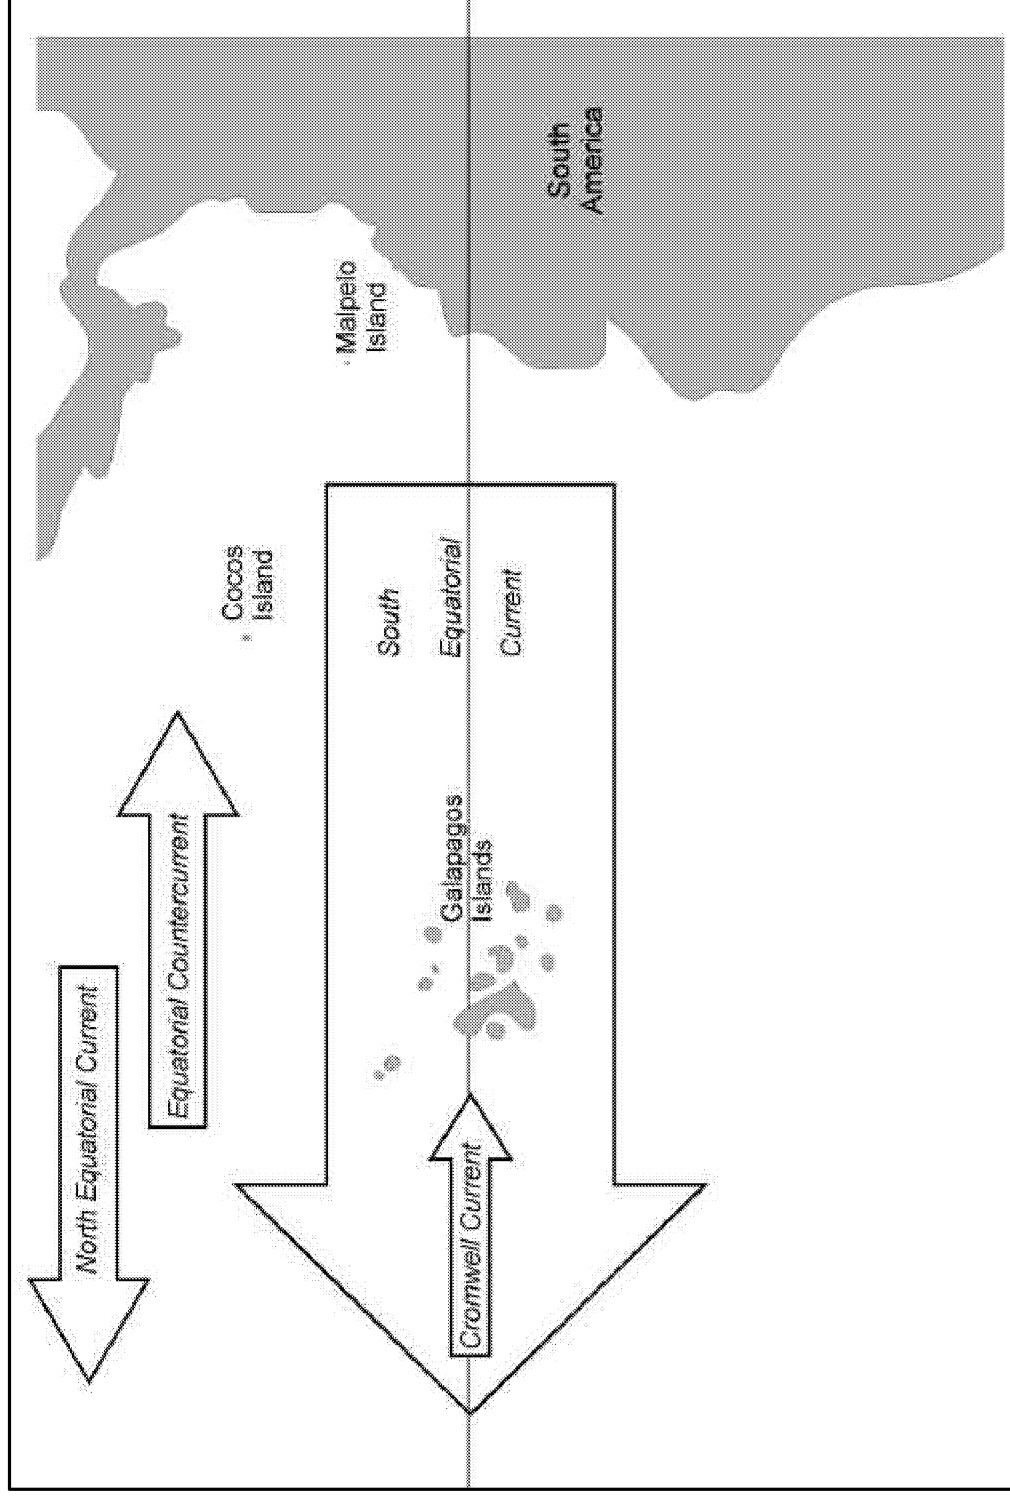 North Equatorial Current
Equatorial Countercurrent
Cocos
Island
Malpelo
Island
South
Equatorial
Current
Galapagos
Islands
Cromwell Current
South
America